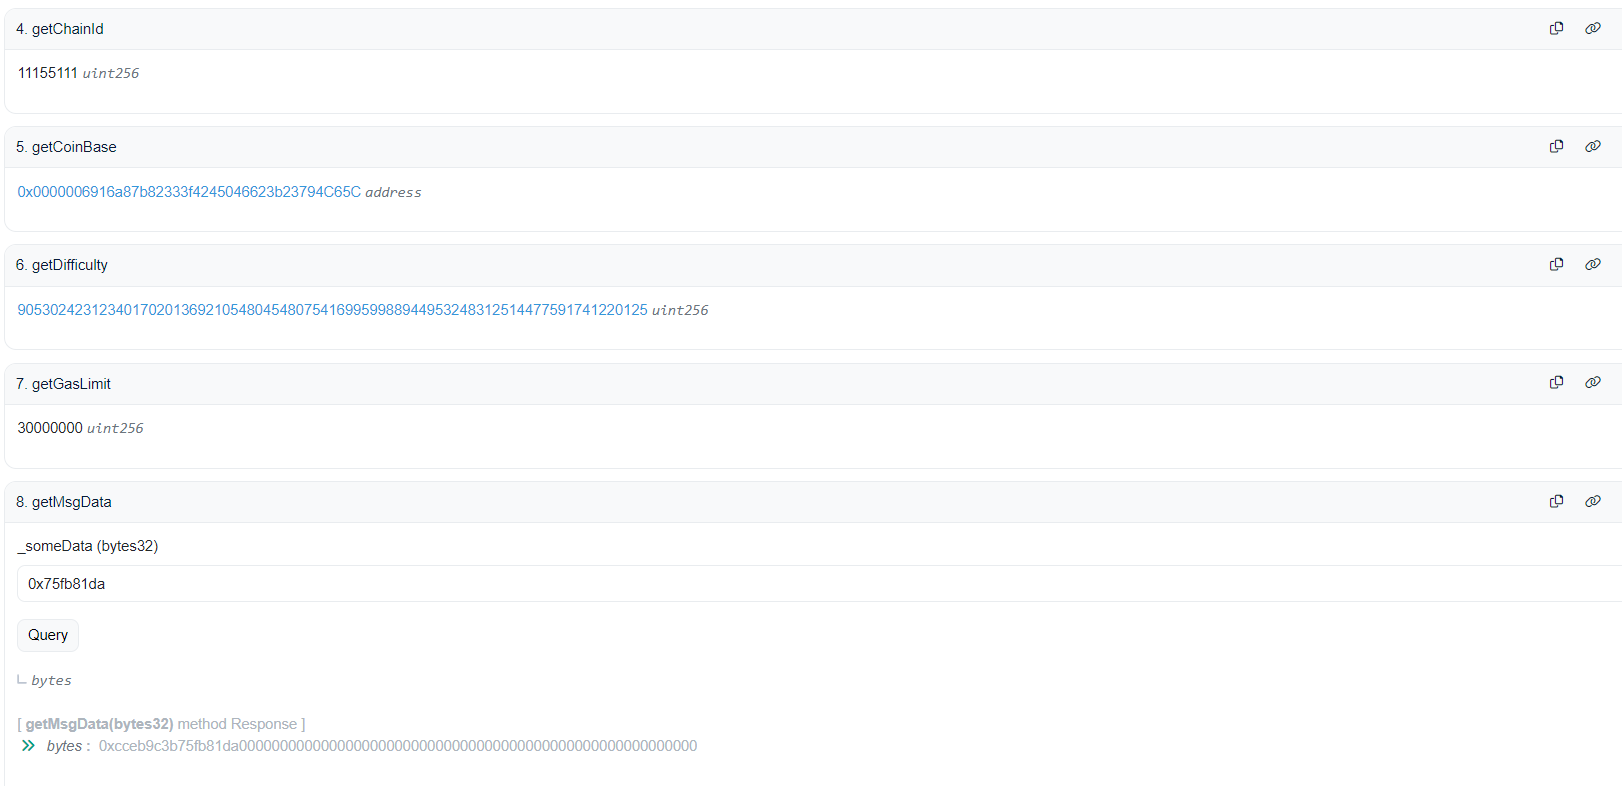 4. getChainId
11155111 uint256
5. getCoinBase
0x0000006916a87b82333f4245046623b23794C65C address
6. getDifficulty
90530242312340170201369210548045480754169959988944953248312514477591741220125 uint256
7. getGasLimit
30000000 uint256
8. getMsgData
_someData (bytes32)
0x75fb81da
Query
bytes
[ getMsgData(bytes32) method Response ]
bytes : 0xcceb9c3b75fb81da00000000000000000000000000000000000000000000000000000000